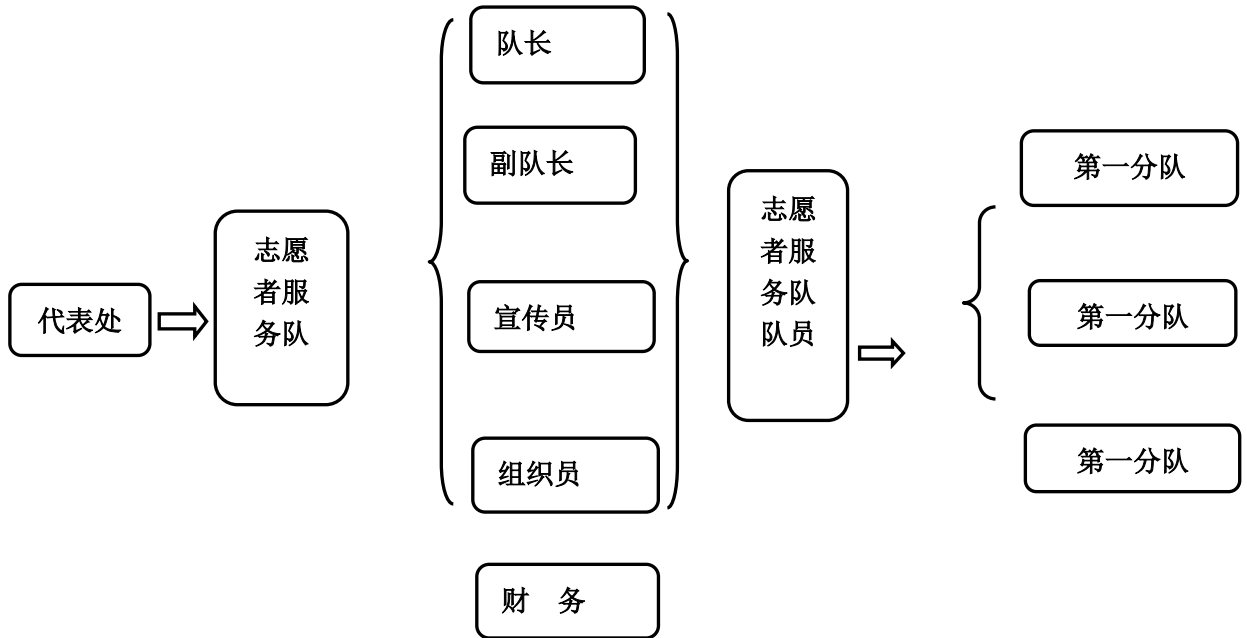 代表处
志愿
者服
务队
队长
副队长
宣传员
组织员
财 务
志愿
者服
务队
队员
第一分队
第一分队
第一分队